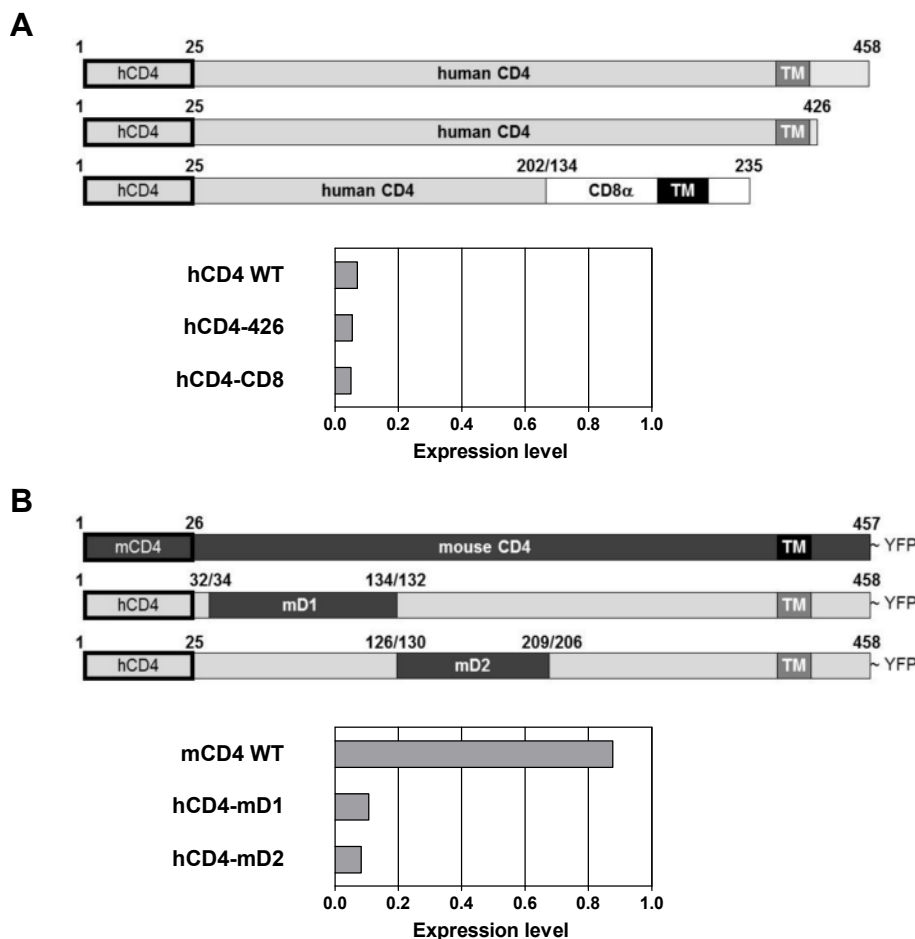 A
1 25 458
hCD4 human CD4 TM
1 25 426
hCD4 human CD4 TM
1 25 202/134 235
hCD4 human CD4 CD8α TM
hCD4 WT
hCD4-426
hCD4-CD8
0.0 0.2 0.4 0.6 0.8 1.0
Expression level
B
1 26 457
mCD4 mouse CD4 TM ~ YFP
1 32/34 134/132 458
hCD4 mD1 TM ~ YFP
1 25 126/130 209/206 458
hCD4 mD2 TM ~ YFP
mCD4 WT
hCD4-mD1
hCD4-mD2
0.0 0.2 0.4 0.6 0.8 1.0
Expression level